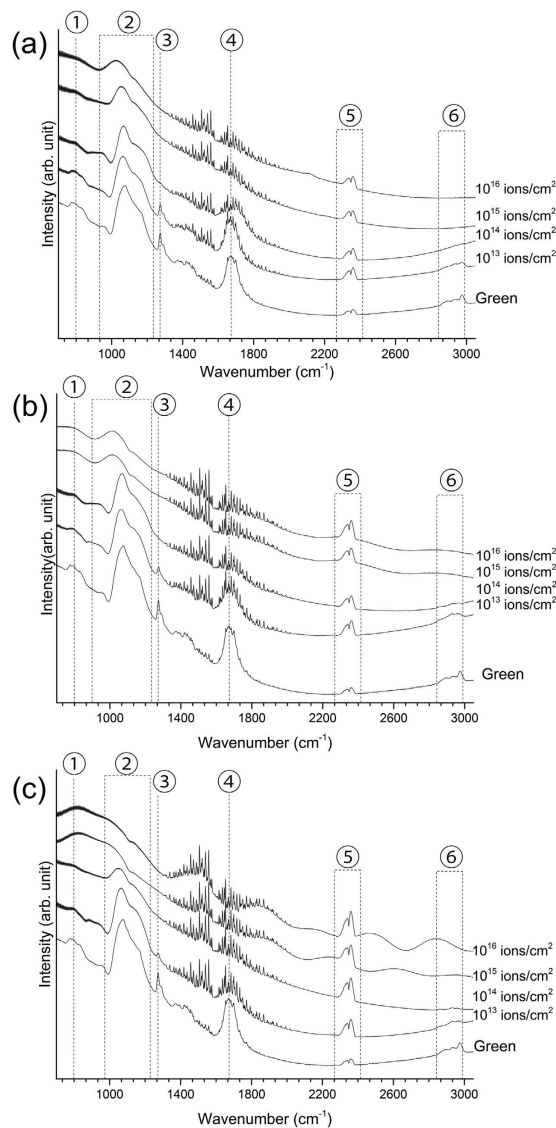 (a)
① ② ③ ④ ⑤ ⑥
Intensity (arb. unit)
10¹⁶ ions/cm²
10¹⁵ ions/cm²
10¹⁴ ions/cm²
10¹³ ions/cm²
Green
1000 1400 1800 2200 2600 3000
Wavenumber (cm⁻¹)
(b)
① ② ③ ④ ⑤ ⑥
Intensity(arb. unit)
10¹⁶ ions/cm²
10¹⁵ ions/cm²
10¹⁴ ions/cm²
10¹³ ions/cm²
Green
1000 1400 1800 2200 2600 3000
Wavenumber (cm⁻¹)
(c)
① ② ③ ④ ⑤ ⑥
Intensity (arb. unit)
10¹⁶ ions/cm²
10¹⁵ ions/cm²
10¹⁴ ions/cm²
10¹³ ions/cm²
Green
1000 1400 1800 2200 2600 3000
Wavenumber (cm⁻¹)